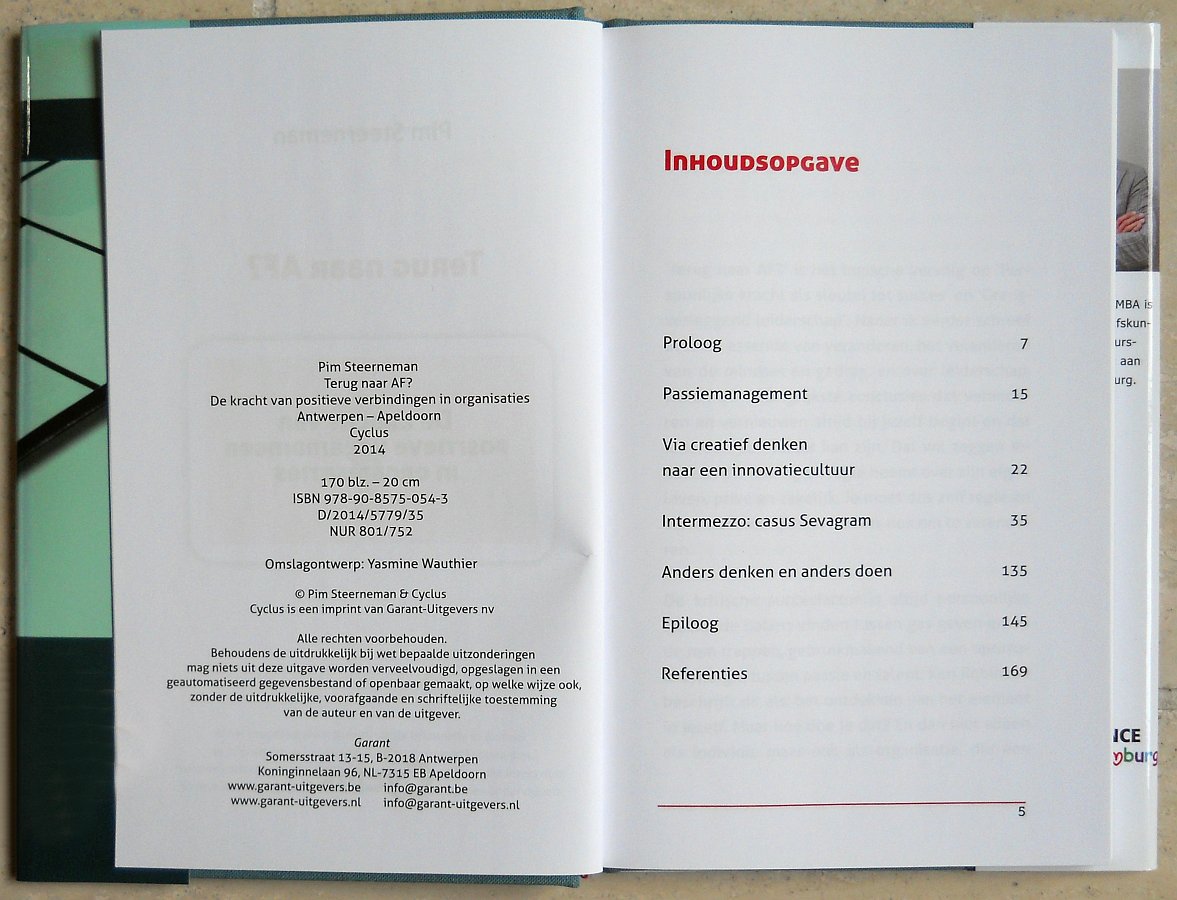 Pim Steerneman
Terug naar AF?
De kracht van positieve verbindingen in organisaties
Antwerpen – Apeldoorn
Cyclus
2014
170 blz. – 20 cm
ISBN 978-90-8575-054-3
D/2014/5779/35
NUR 801/752
Omslagontwerp: Yasmine Wauthier
© Pim Steerneman & Cyclus
Cyclus is een imprint van Garant-Uitgevers nv
Alle rechten voorbehouden.
Behoudens de uitdrukkelijk bij wet bepaalde uitzonderingen
mag niets uit deze uitgave worden verveelvoudigd, opgeslagen in een
geautomatiseerd gegevensbestand of openbaar gemaakt, op welke wijze ook,
zonder de uitdrukkelijke, voorafgaande en schriftelijke toestemming
van de auteur en van de uitgever.
Garant
Somersstraat 13-15, B-2018 Antwerpen
Koninginnelaan 96, NL-7315 EB Apeldoorn
www.garant-uitgevers.be info@garant.be
www.garant-uitgevers.nl info@garant-uitgevers.nl
Inhoudsopgave
Proloog 7
Passiemanagement 15
Via creatief denken
naar een innovatiecultuur 22
Intermezzo: casus Sevagram 35
Anders denken en anders doen 135
Epiloog 145
Referenties 169
5
MBA is
fskun-
urs-
aan
urg.
NCE
mburg